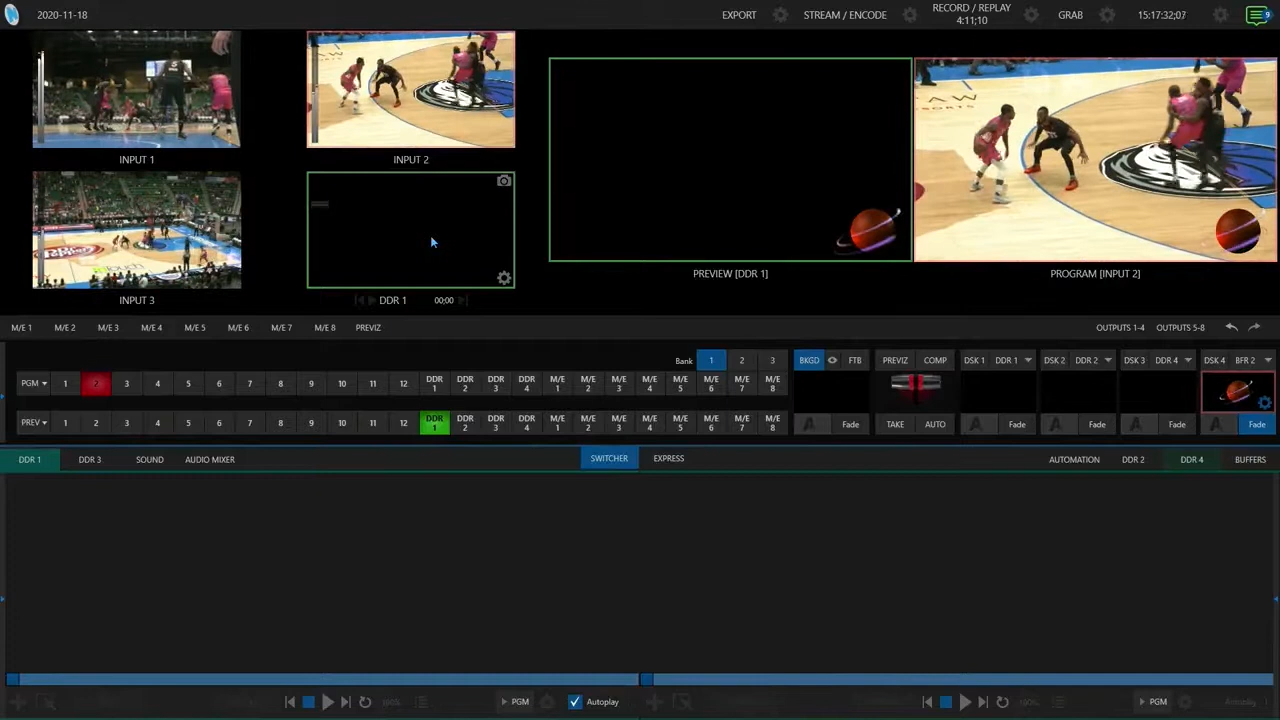 2020-11-18
EXPORT
STREAM / ENCODE
RECORD / REPLAY
4:11;10
GRAB
15:17:32;07
9
INPUT 1
INPUT 2
INPUT 3
DDR 1
00;00
PREVIEW [DDR 1]
PROGRAM [INPUT 2]
M/E 1 M/E 2 M/E 3 M/E 4 M/E 5 M/E 6 M/E 7 M/E 8 PREVIZ
OUTPUTS 1-4 OUTPUTS 5-8
Bank 1 2 3
BKGD FTB
PREVIZ COMP
DSK 1 DDR 1
DSK 2 DDR 2
DSK 3 DDR 4
DSK 4 BFR 2
PGM 1 2 3 4 5 6 7 8 9 10 11 12 DDR 1 DDR 2 DDR 3 DDR 4 M/E 1 M/E 2 M/E 3 M/E 4 M/E 5 M/E 6 M/E 7 M/E 8
PREV 1 2 3 4 5 6 7 8 9 10 11 12 DDR 1 DDR 2 DDR 3 DDR 4 M/E 1 M/E 2 M/E 3 M/E 4 M/E 5 M/E 6 M/E 7 M/E 8
A Fade
TAKE AUTO
A Fade
A Fade
A Fade
A Fade
DDR 1 DDR 3 SOUND AUDIO MIXER
SWITCHER EXPRESS
AUTOMATION DDR 2 DDR 4 BUFFERS
100% PGM Autoplay
100% PGM Autoplay